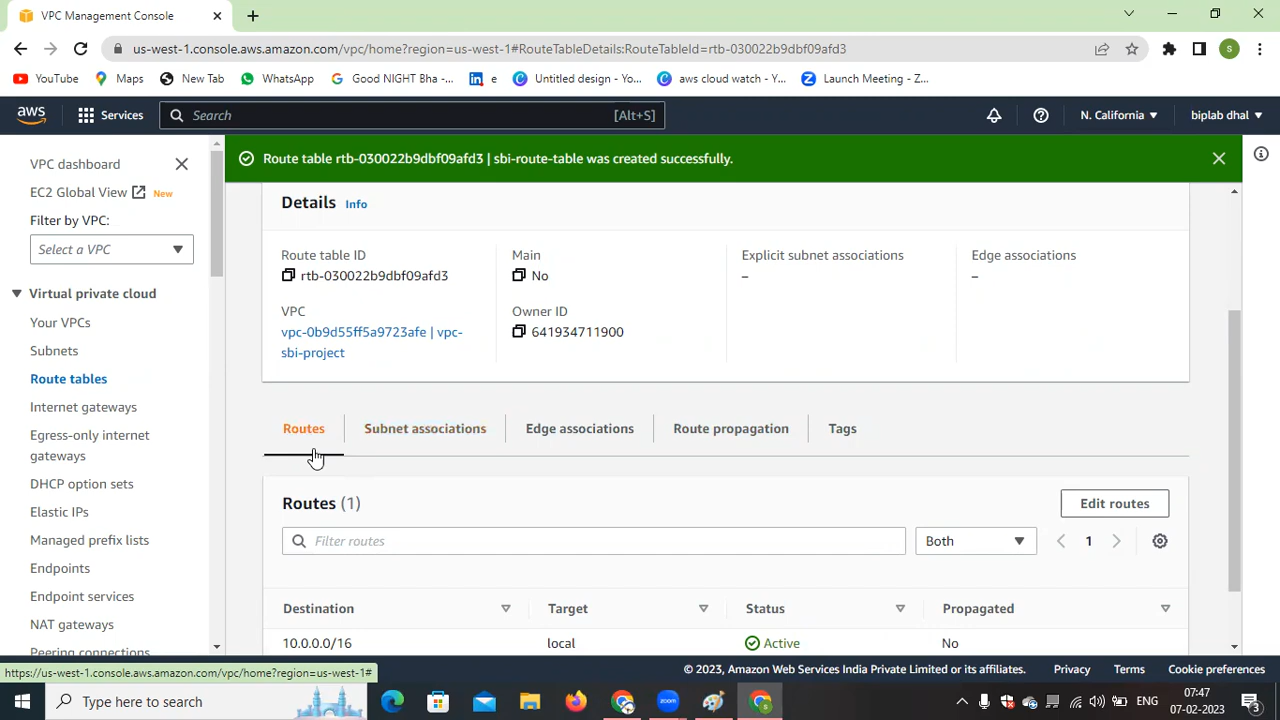 VPC Management Console
us-west-1.console.aws.amazon.com/vpc/home?region=us-west-1#RouteTableDetails:RouteTableId=rtb-030022b9dbf09afd3
S
YouTube
Maps
New Tab
WhatsApp
Good NIGHT Bha - ...
e
Untitled design - Yo...
aws cloud watch - Y...
Launch Meeting - Z...
aws
Services
Search
[Alt+S]
N. California
biplab dhal
VPC dashboard
EC2 Global View
New
Filter by VPC:
Select a VPC
Virtual private cloud
Your VPCs
Subnets
Route tables
Internet gateways
Egress-only internet
gateways
DHCP option sets
Elastic IPs
Managed prefix lists
Endpoints
Endpoint services
NAT gateways
Peering connections
Route table rtb-030022b9dbf09afd3 | sbi-route-table was created successfully.
Details
Info
Route table ID
rtb-030022b9dbf09afd3
Main
No
Explicit subnet associations
–
Edge associations
–
VPC
vpc-0b9d55ff5a9723afe | vpc-
sbi-project
Owner ID
641934711900
Routes
Subnet associations
Edge associations
Route propagation
Tags
Routes (1)
Edit routes
Filter routes
Both
1
Destination
Target
Status
Propagated
10.0.0.0/16
local
Active
No
https://us-west-1.console.aws.amazon.com/vpc/home?region=us-west-1#
© 2023, Amazon Web Services India Private Limited or its affiliates.
Privacy
Terms
Cookie preferences
Type here to search
zoom
ENG
07:47
07-02-2023
3